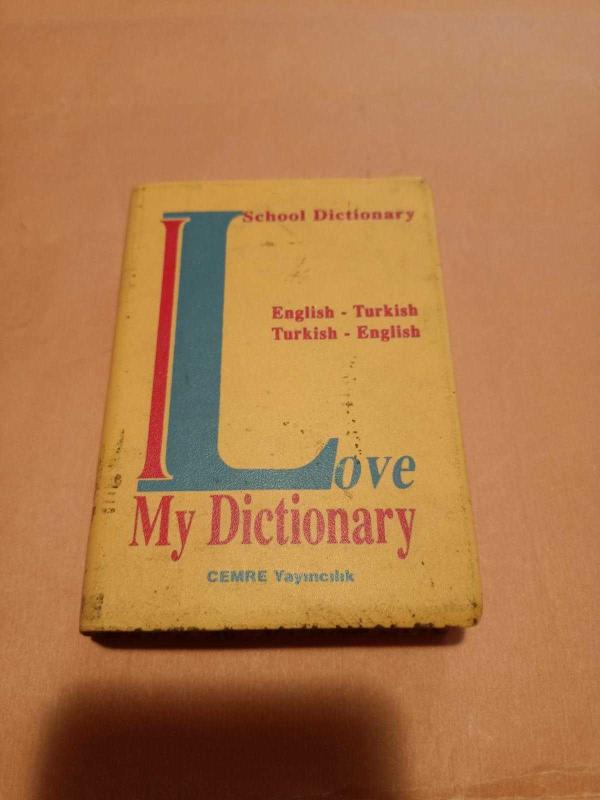 School Dictionary
English - Turkish
Turkish - English
I Love
My Dictionary
CEMRE Yayıncılık